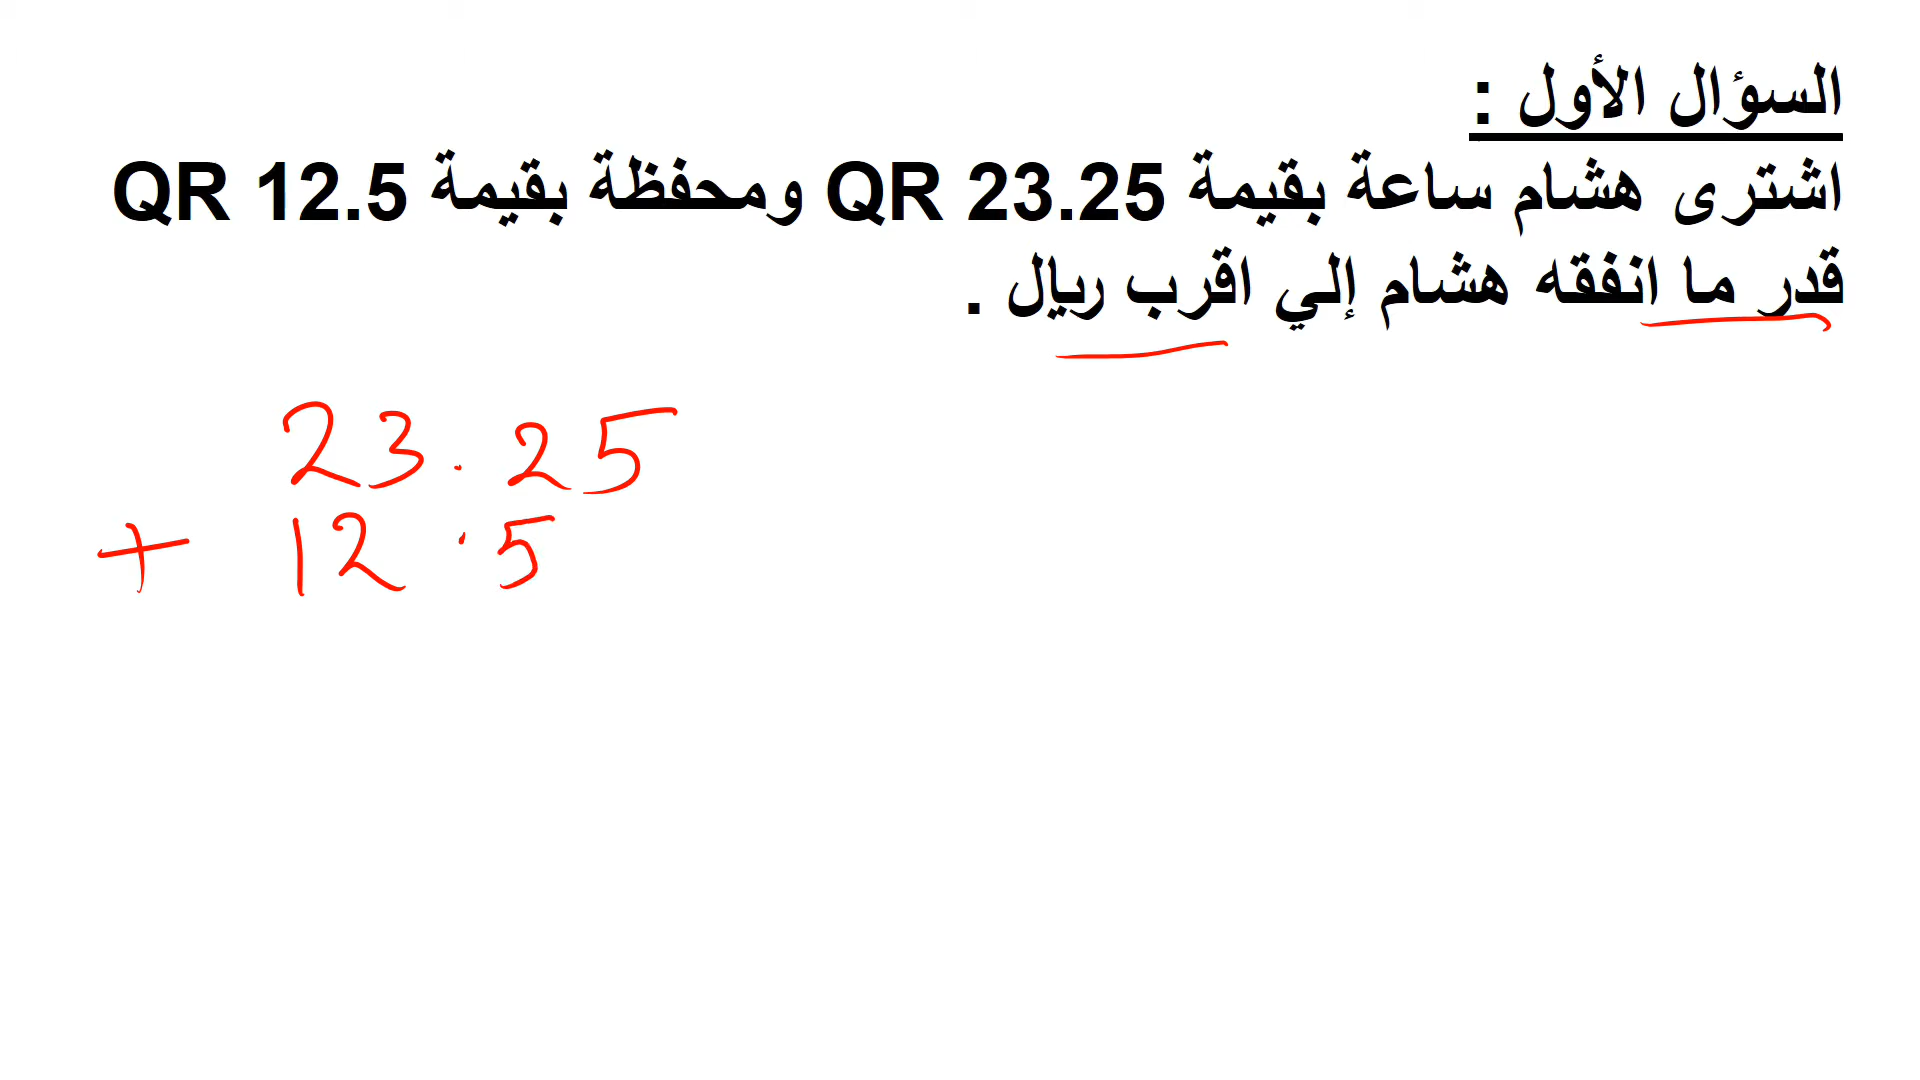 السؤال الأول :
اشترى هشام ساعة بقيمة QR 23.25 ومحفظة بقيمة QR 12.5
قدر ما انفقه هشام إلي اقرب ريال .
23.25
+ 12.5